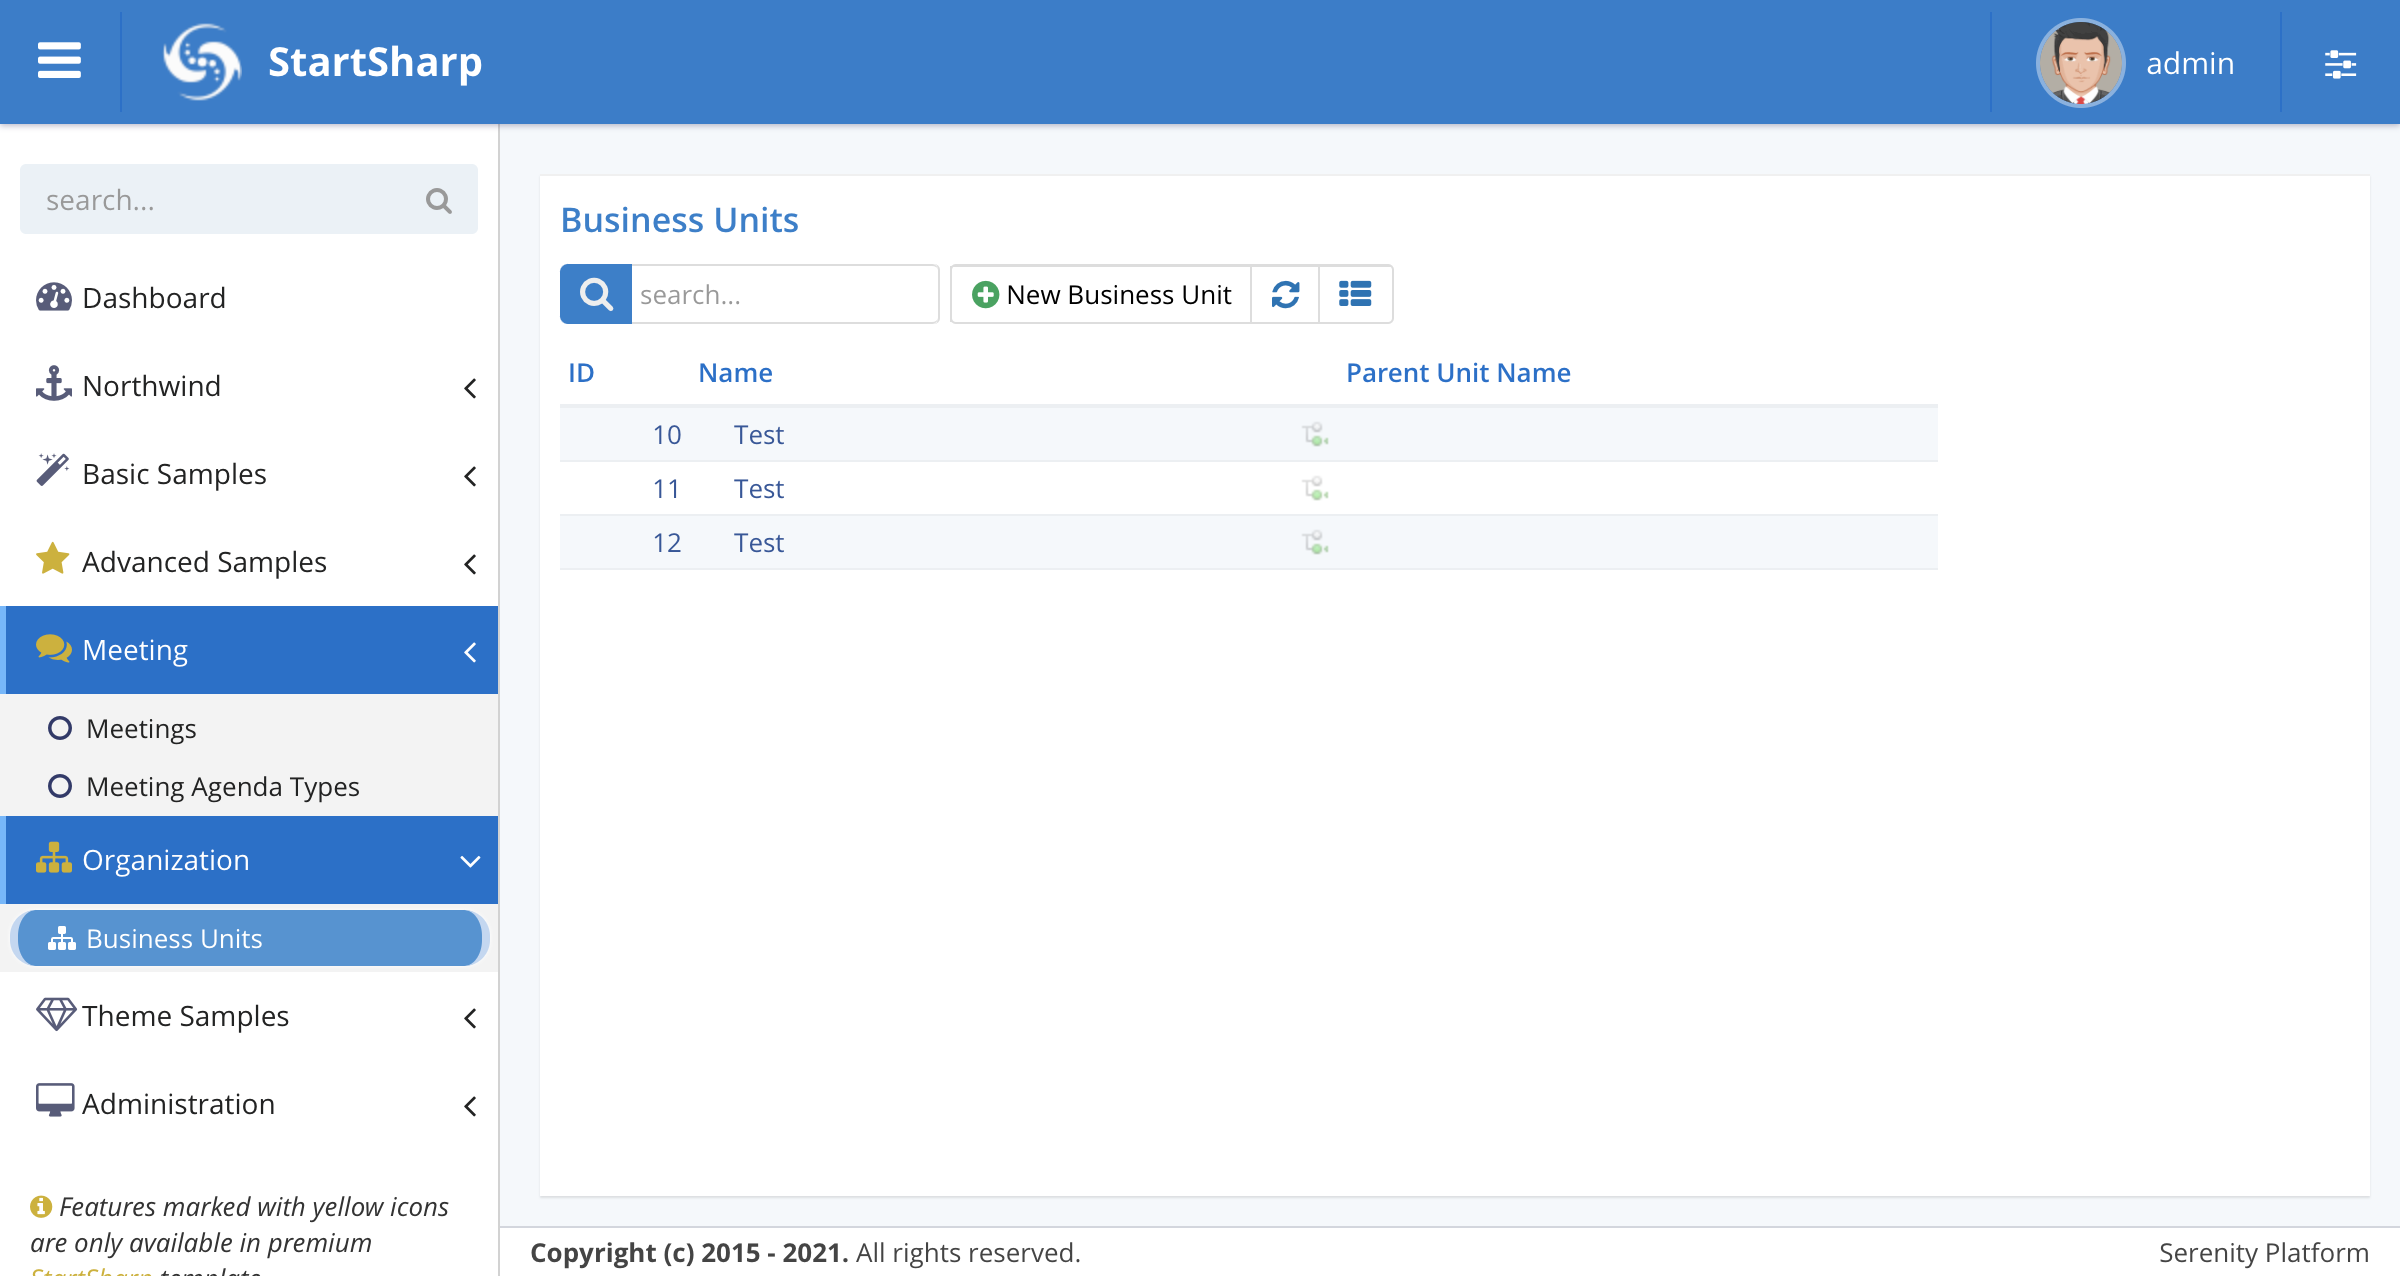 StartSharp
admin
search...
Dashboard
Northwind
Basic Samples
Advanced Samples
Meeting
Meetings
Meeting Agenda Types
Organization
Business Units
Theme Samples
Administration
Features marked with yellow icons
are only available in premium
StartSharp template
Business Units
search...
New Business Unit
ID Name Parent Unit Name
10 Test
11 Test
12 Test
Copyright (c) 2015 - 2021. All rights reserved.
Serenity Platform